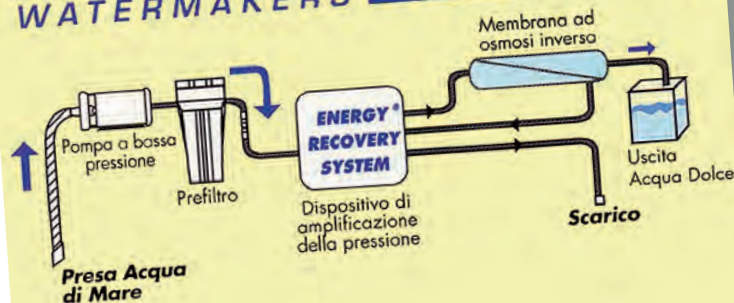 WATERMAKERS
Membrana ad
osmosi inversa
Pompa a bassa
pressione
Prefiltro
ENERGY®
RECOVERY
SYSTEM
Dispositivo di
amplificazione
della pressione
Uscita
Acqua Dolce
Scarico
Presa Acqua
di Mare